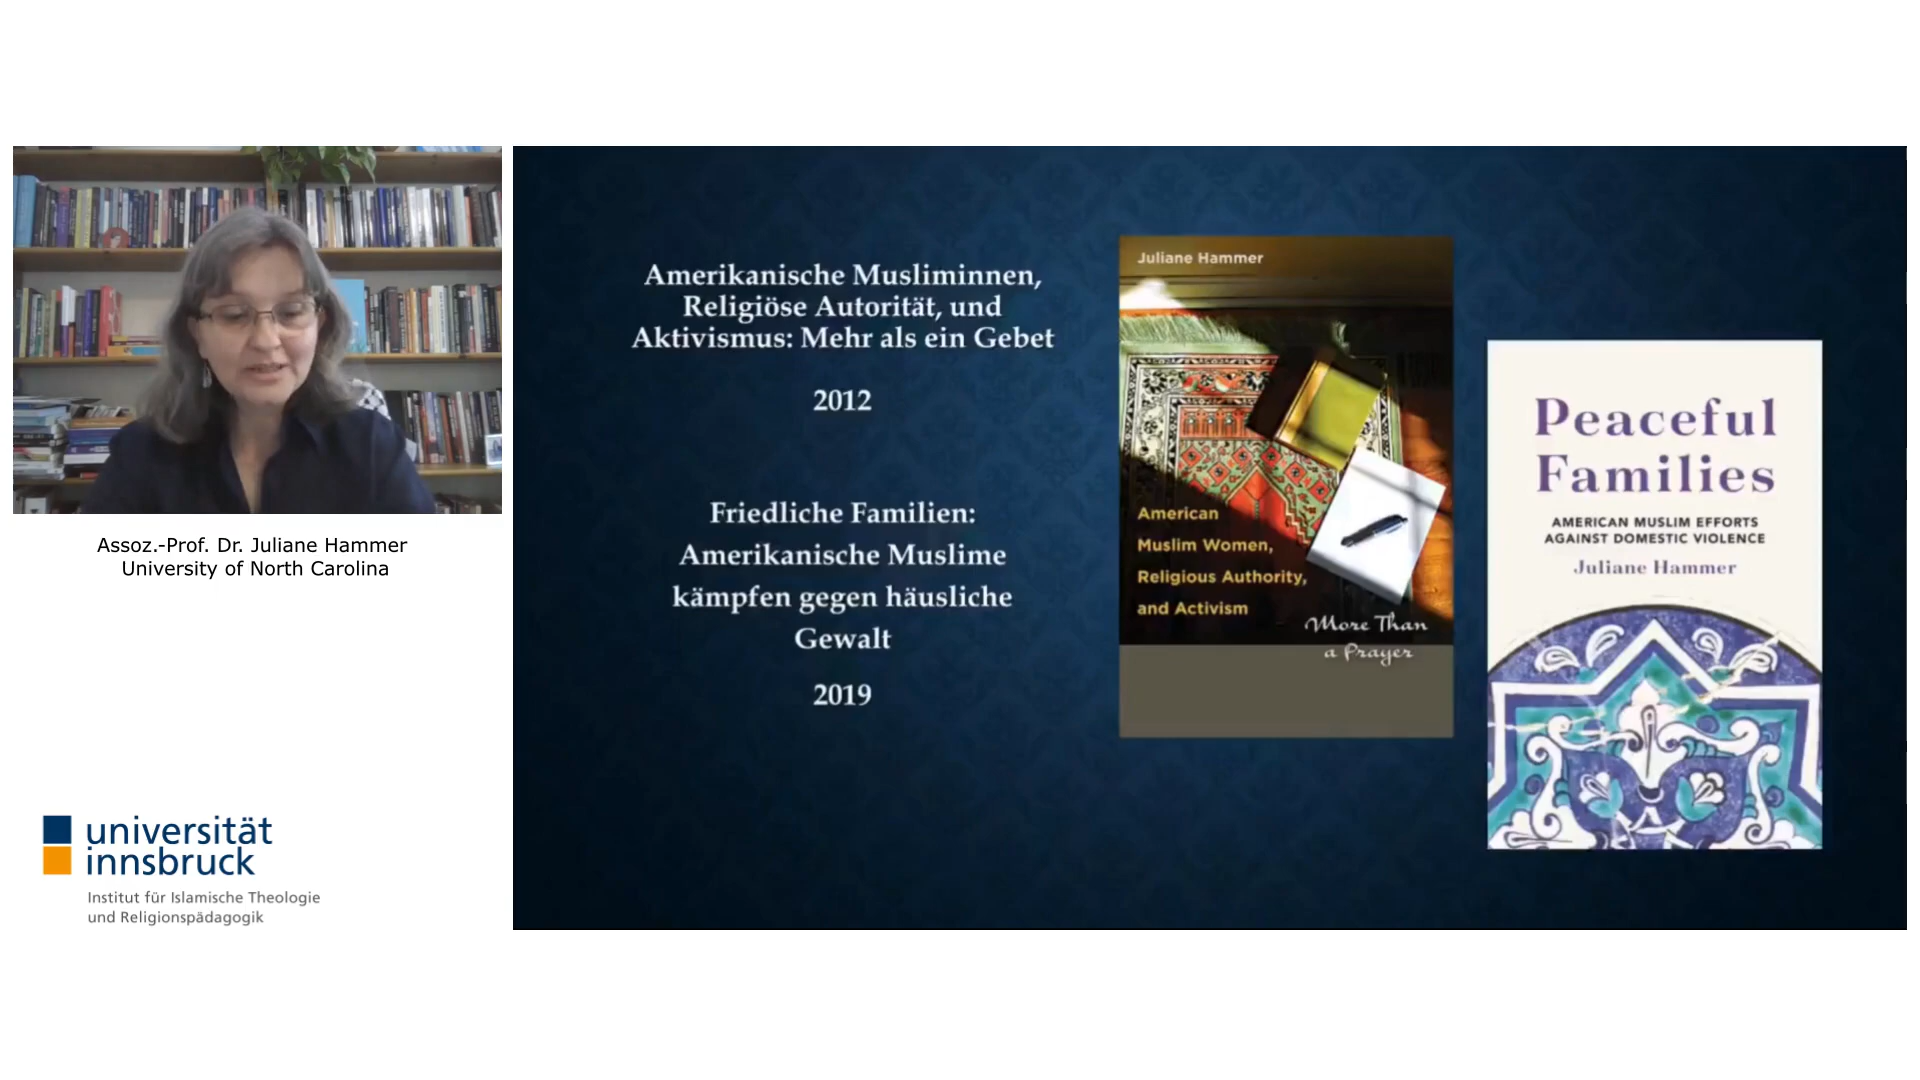 Assoz.-Prof. Dr. Juliane Hammer
University of North Carolina
universität
innsbruck
Institut für Islamische Theologie
und Religionspädagogik
Amerikanische Musliminnen,
Religiöse Autorität, und
Aktivismus: Mehr als ein Gebet
2012
Friedliche Familien:
Amerikanische Muslime
kämpfen gegen häusliche
Gewalt
2019
Juliane Hammer
American
Muslim Women,
Religious Authority,
and Activism
More Than
a Prayer
Peaceful
Families
AMERICAN MUSLIM EFFORTS
AGAINST DOMESTIC VIOLENCE
Juliane Hammer